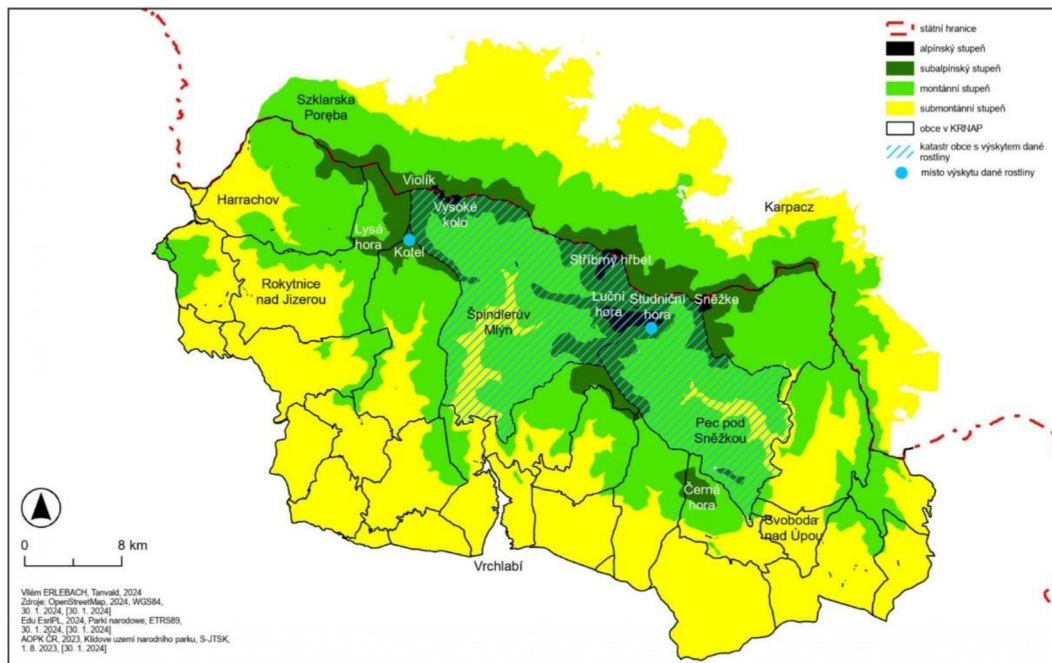 státní hranice
alpínský stupeň
subalpínský stupeň
montánní stupeň
submontánní stupeň
obce v KRNAP
katastr obce s výskytem dané
rostliny
místo výskytu dané rostliny
Szklarska
Poręba
Violík
Vysoké
kolo
Harrachov
Karpacz
Lysá
hora
Kotel
Stříbrný hřbet
Rokytnice
nad Jizerou
Luční
hora
Studniční
hora
Sněžka
Špindlerův
Mlýn
Pec pod
Sněžkou
Černá
hora
Svoboda
nad Úpou
Vrchlabí
0 8 km
Vilém ERLEBACH, Tanvald, 2024
Zdroje: OpenStreetMap, 2024, WGS84,
30. 1. 2024, [30. 1. 2024]
Edu EsriPL, 2024, Parki narodowe, ETRS89,
30. 1. 2024, [30. 1. 2024]
AOPK ČR, 2023, Klidove uzemi narodniho park, S-JTSK,
1. 8. 2023, [30. 1. 2024]